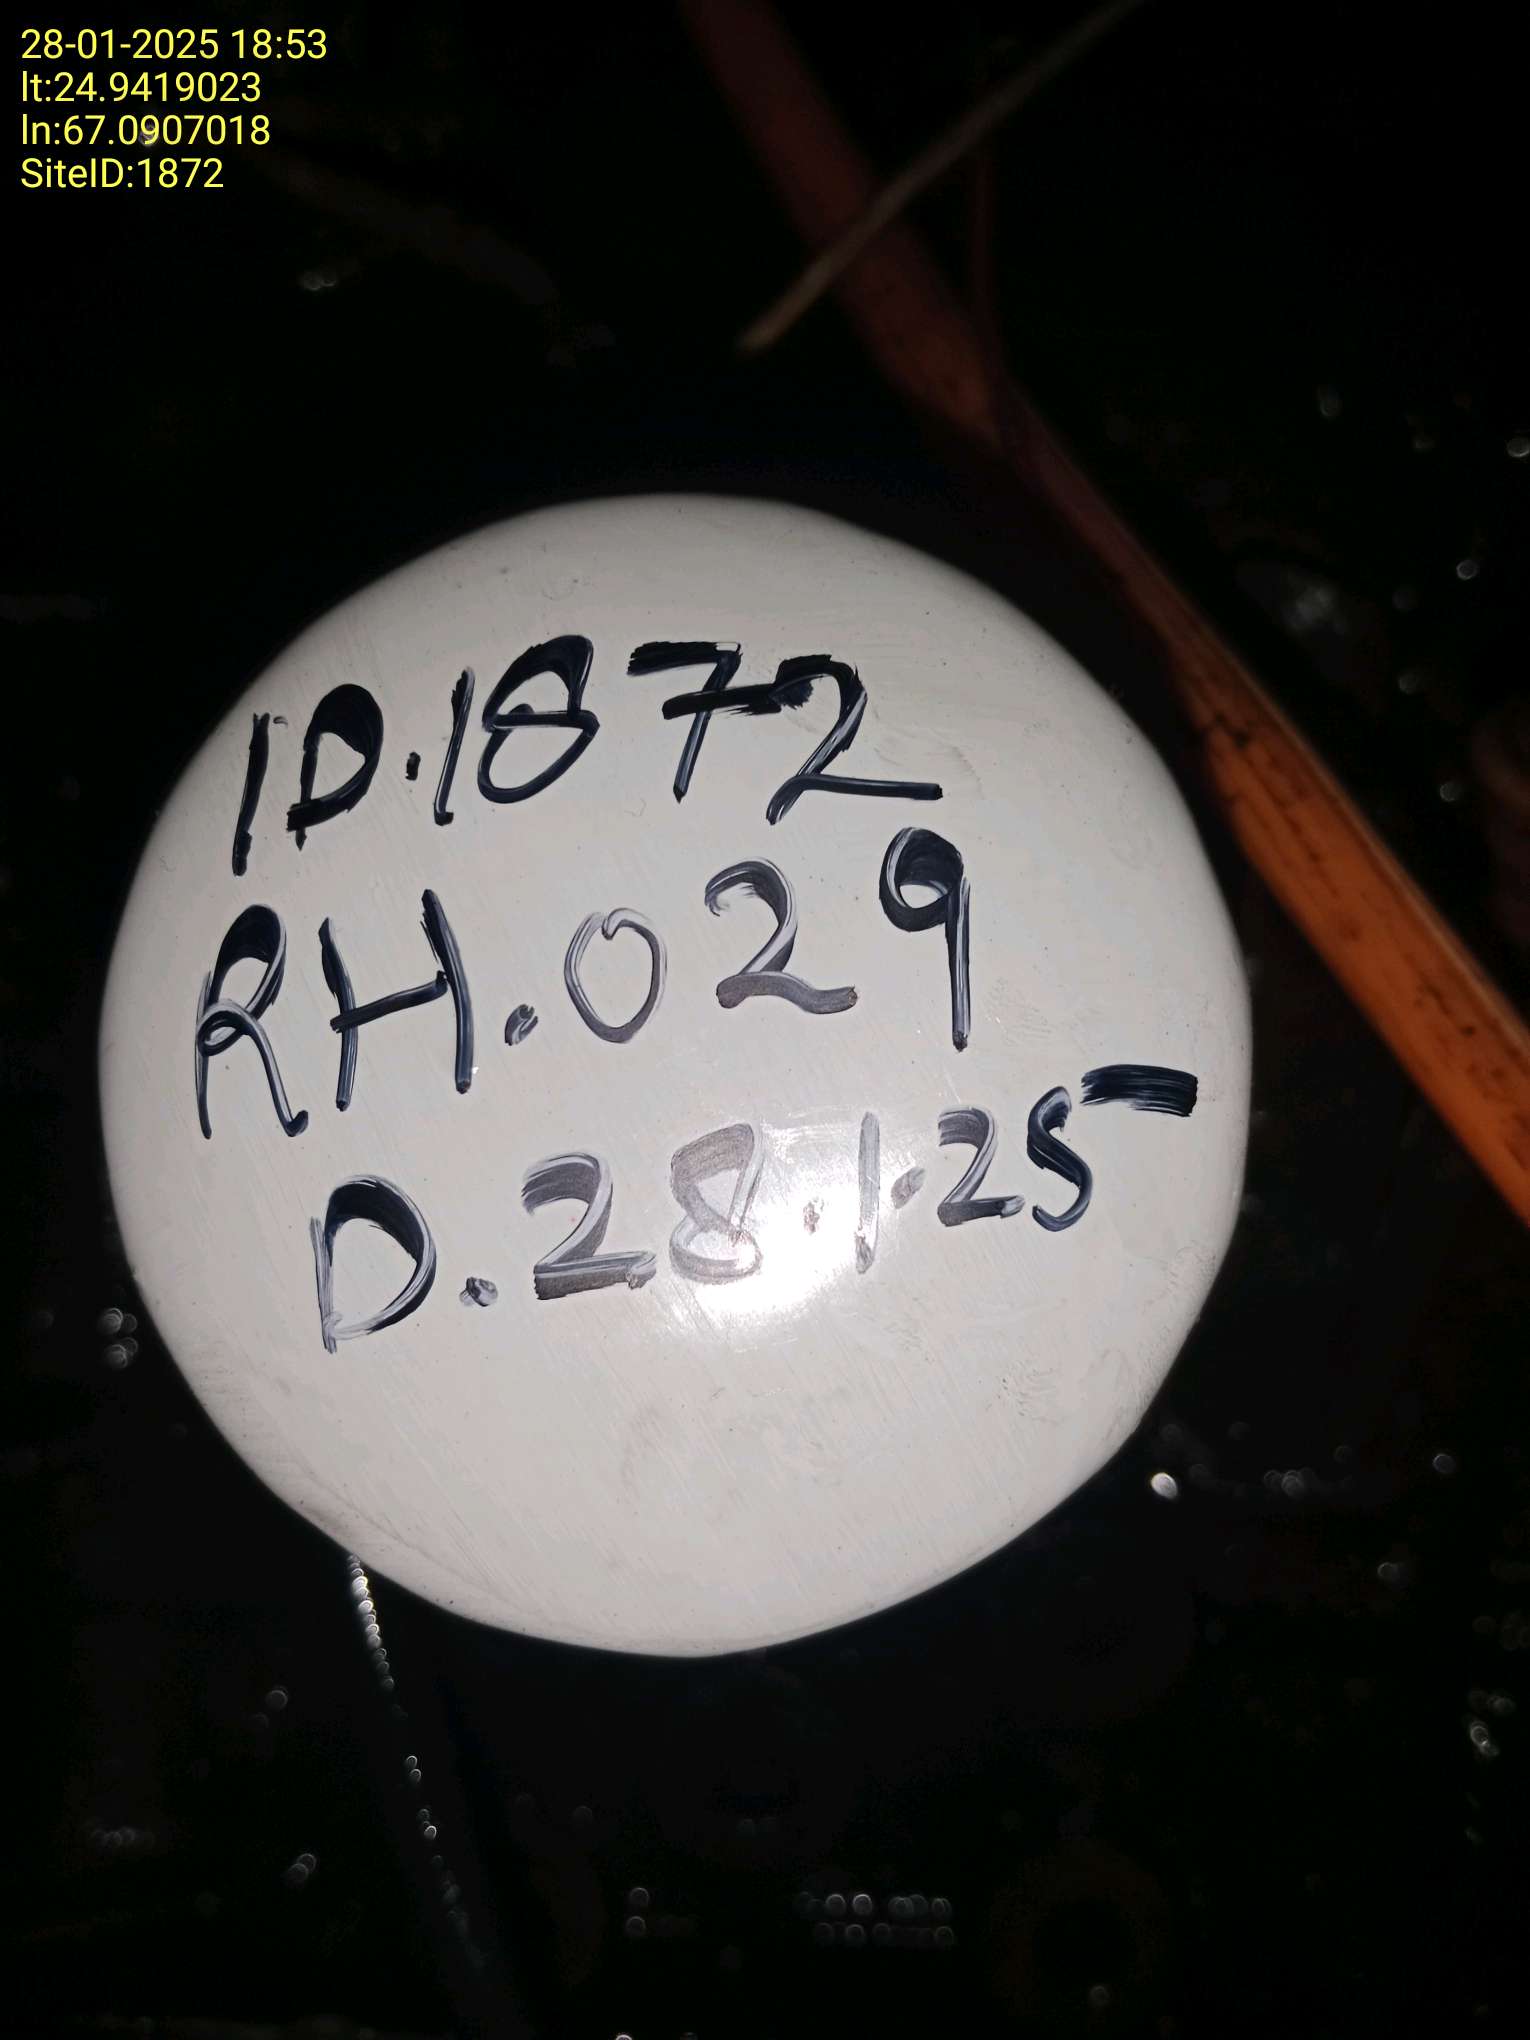 28-01-2025 18:53
lt:24.9419023
ln:67.0907018
SiteID:1872
ID.1872
RH.029
D.28.1.25